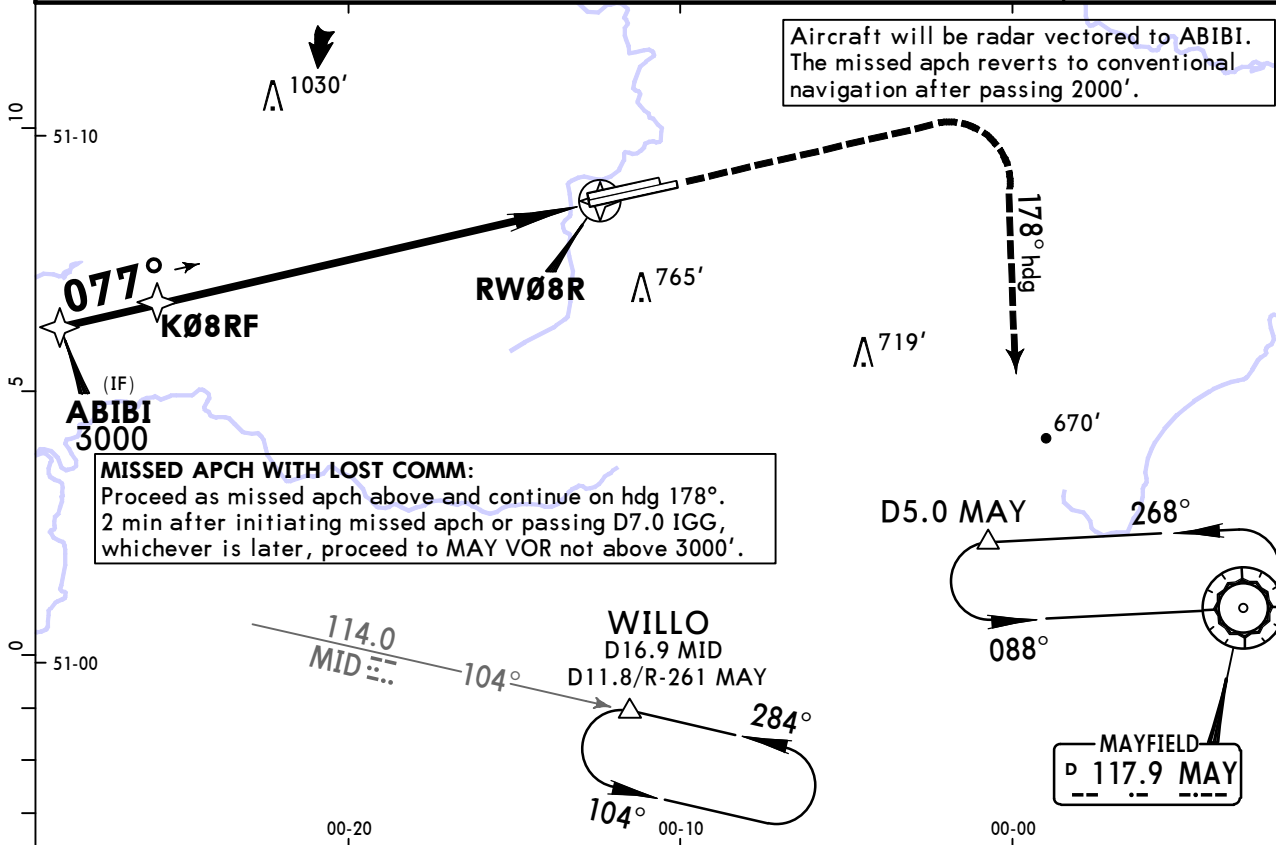 Aircraft will be radar vectored to ABIBI.
The missed apch reverts to conventional
navigation after passing 2000'.
1030'
10
51-10
178° hdg
077°
RWØ8R
765'
KØ8RF
719'
5
(IF)
ABIBI
3000
670'
MISSED APCH WITH LOST COMM:
Proceed as missed apch above and continue on hdg 178°.
2 min after initiating missed apch or passing D7.0 IGG,
whichever is later, proceed to MAY VOR not above 3000'.
D5.0 MAY
268°
088°
0
51-00
114.0
MID
104°
WILLO
D16.9 MID
D11.8/R-261 MAY
284°
104°
MAYFIELD
D 117.9 MAY
00-20
00-10
00-00